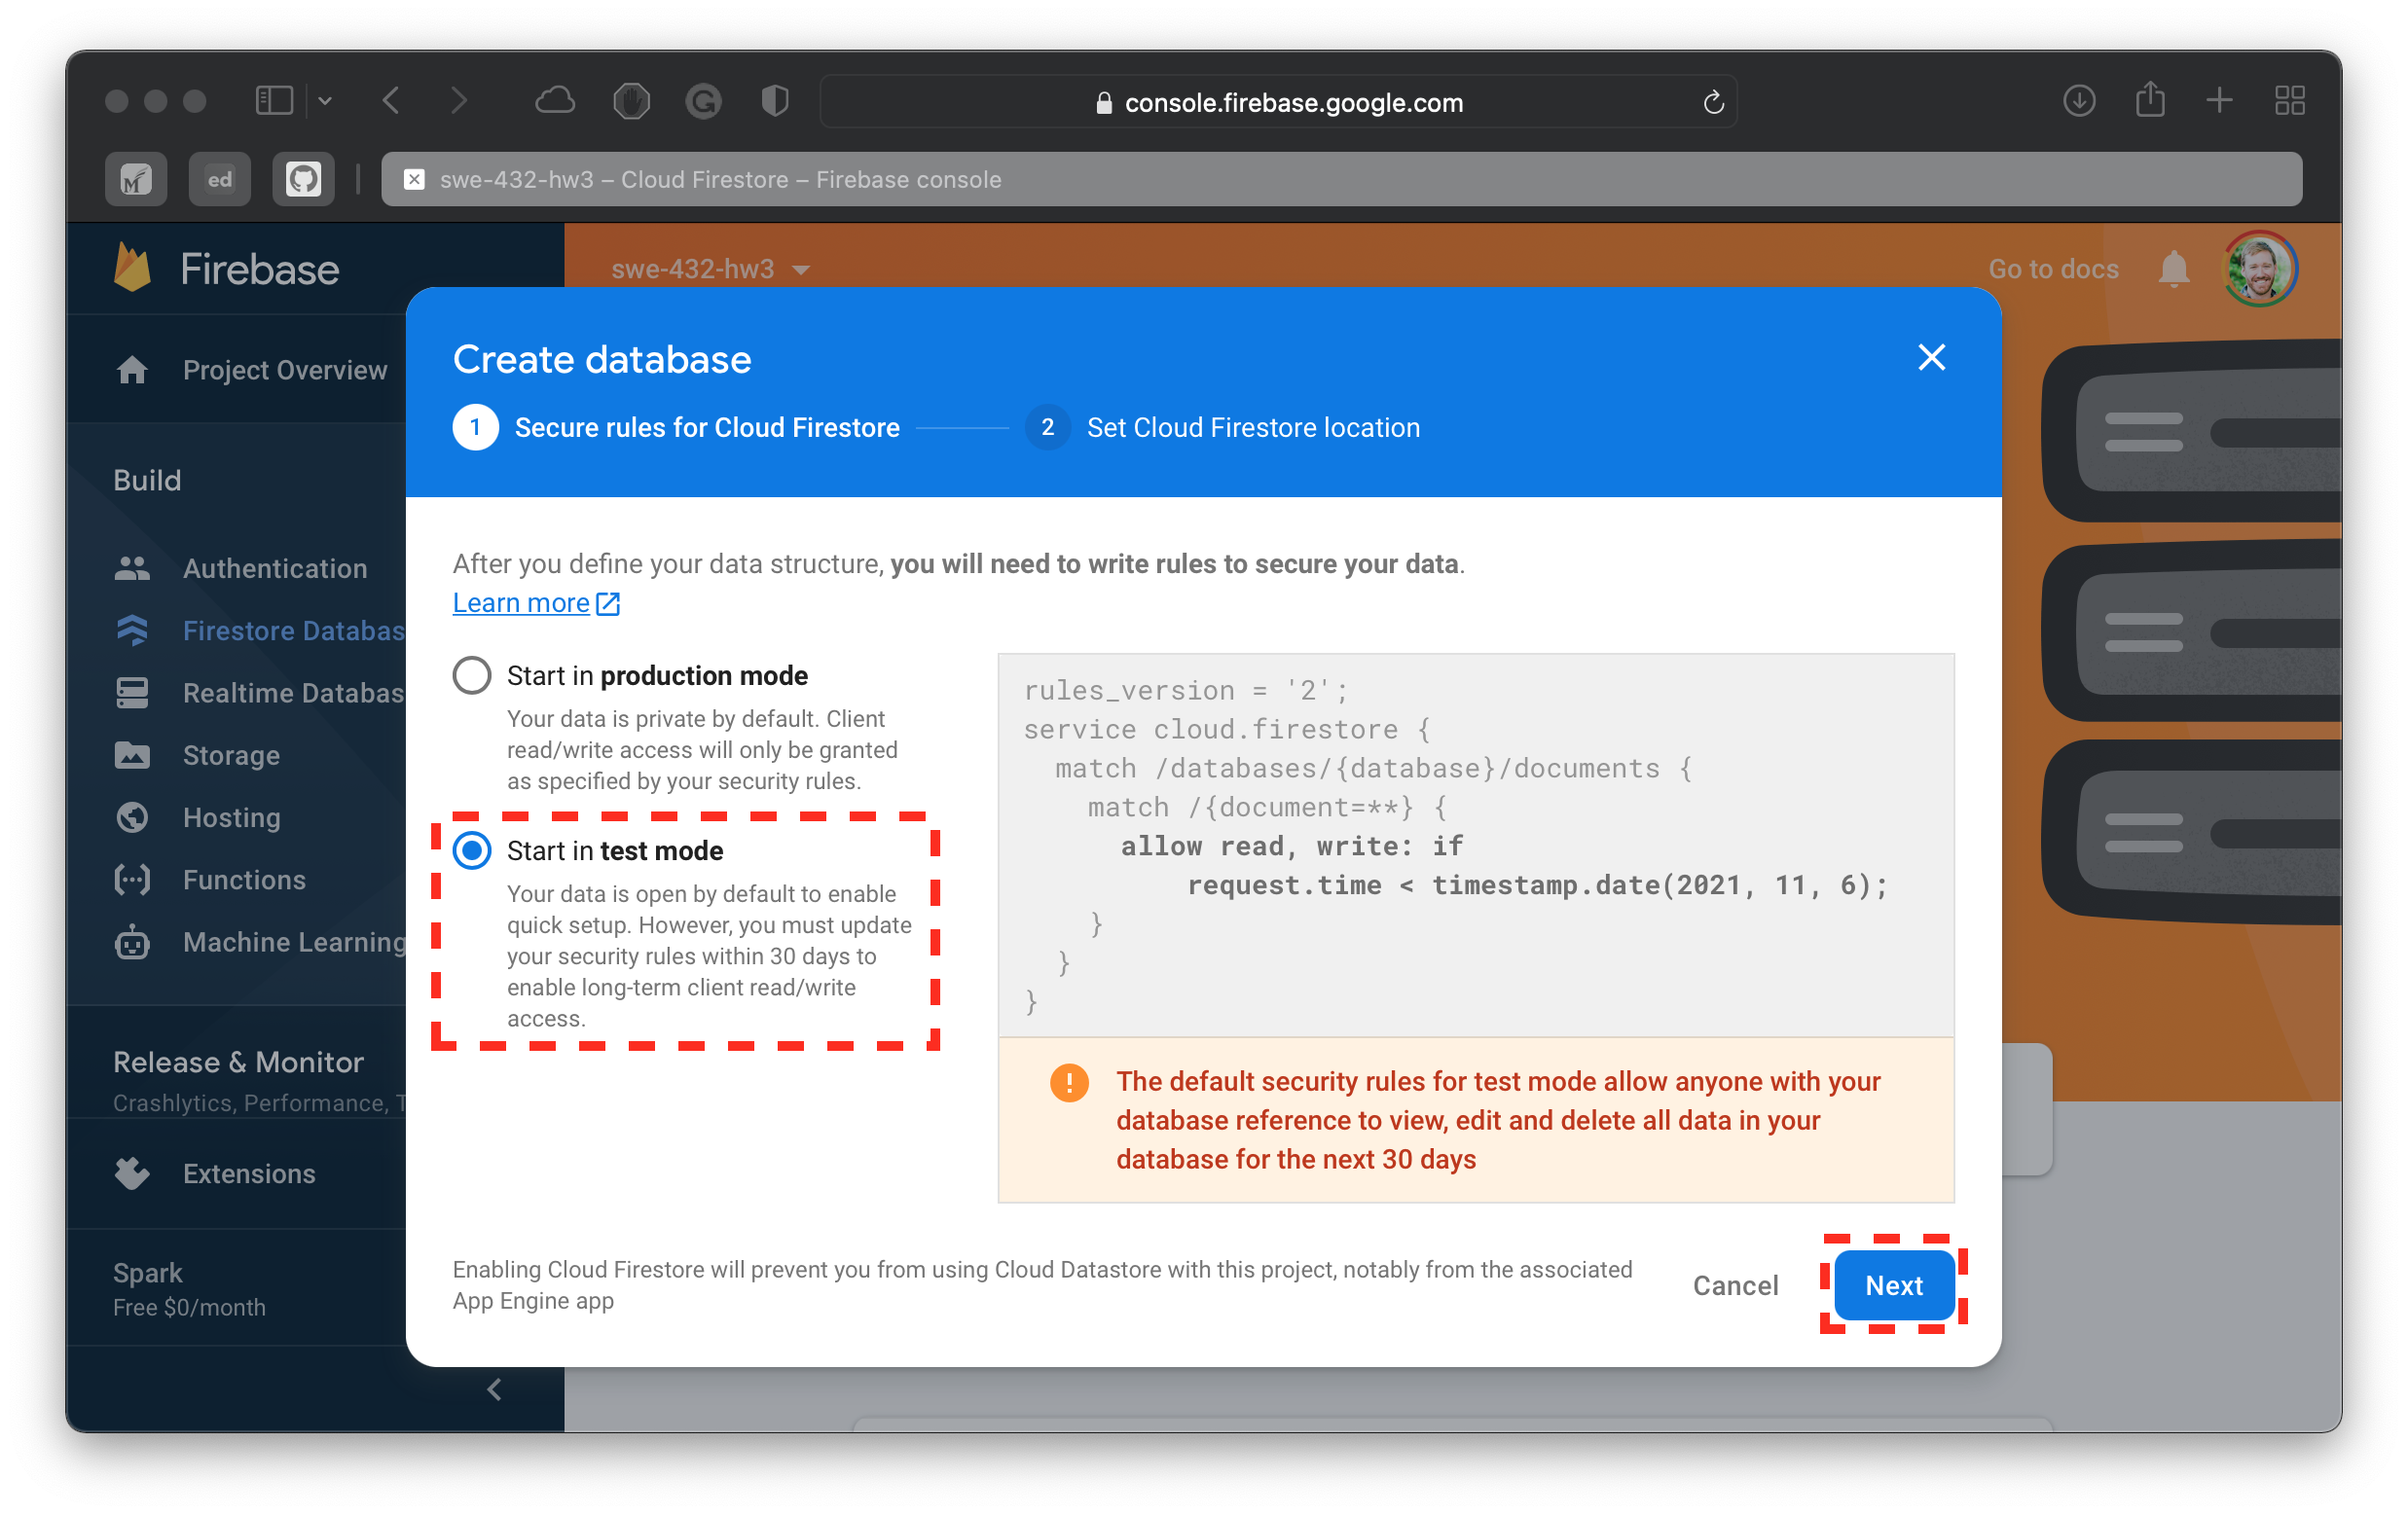 console.firebase.google.com
ed
swe-432-hw3 – Cloud Firestore – Firebase console
Firebase
swe-432-hw3
Go to docs
Project Overview
Build
Authentication
Firestore Databas
Realtime Databas
Storage
Hosting
Functions
Machine Learning
Release & Monitor
Crashlytics, Performance, T
Extensions
Spark
Free $0/month
Create database
1 Secure rules for Cloud Firestore
2 Set Cloud Firestore location
After you define your data structure, you will need to write rules to secure your data.
Learn more
Start in production mode
Your data is private by default. Client
read/write access will only be granted
as specified by your security rules.
Start in test mode
Your data is open by default to enable
quick setup. However, you must update
your security rules within 30 days to
enable long-term client read/write
access.
rules_version = '2';
service cloud.firestore {
match /databases/{database}/documents {
match /{document=**} {
allow read, write: if
request.time < timestamp.date(2021, 11, 6);
}
}
}
! The default security rules for test mode allow anyone with your
database reference to view, edit and delete all data in your
database for the next 30 days
Enabling Cloud Firestore will prevent you from using Cloud Datastore with this project, notably from the associated
App Engine app
Cancel
Next